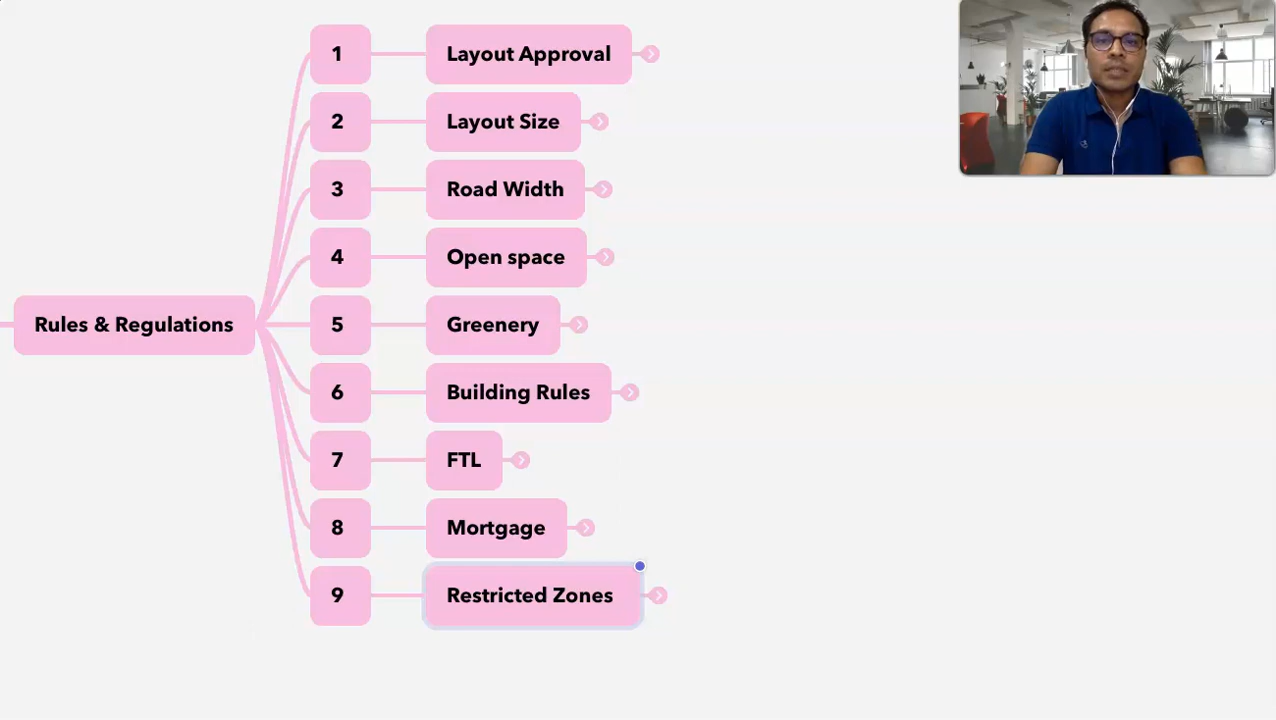 Rules & Regulations
1 Layout Approval
2 Layout Size
3 Road Width
4 Open space
5 Greenery
6 Building Rules
7 FTL
8 Mortgage
9 Restricted Zones